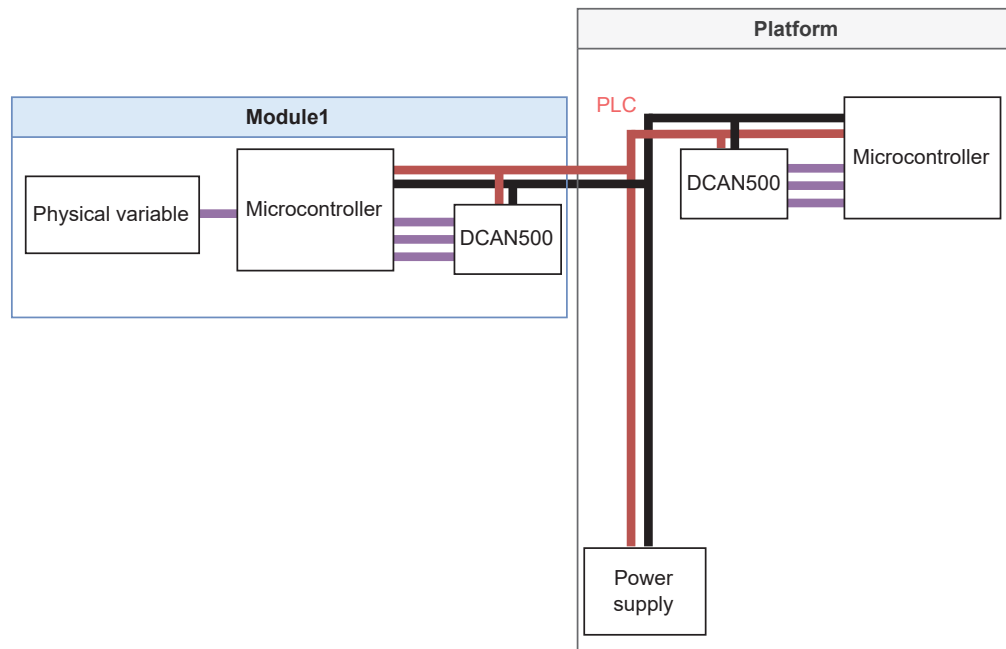 Platform
PLC
Module1
Microcontroller
DCAN500
Physical variable
Microcontroller
DCAN500
Power
supply